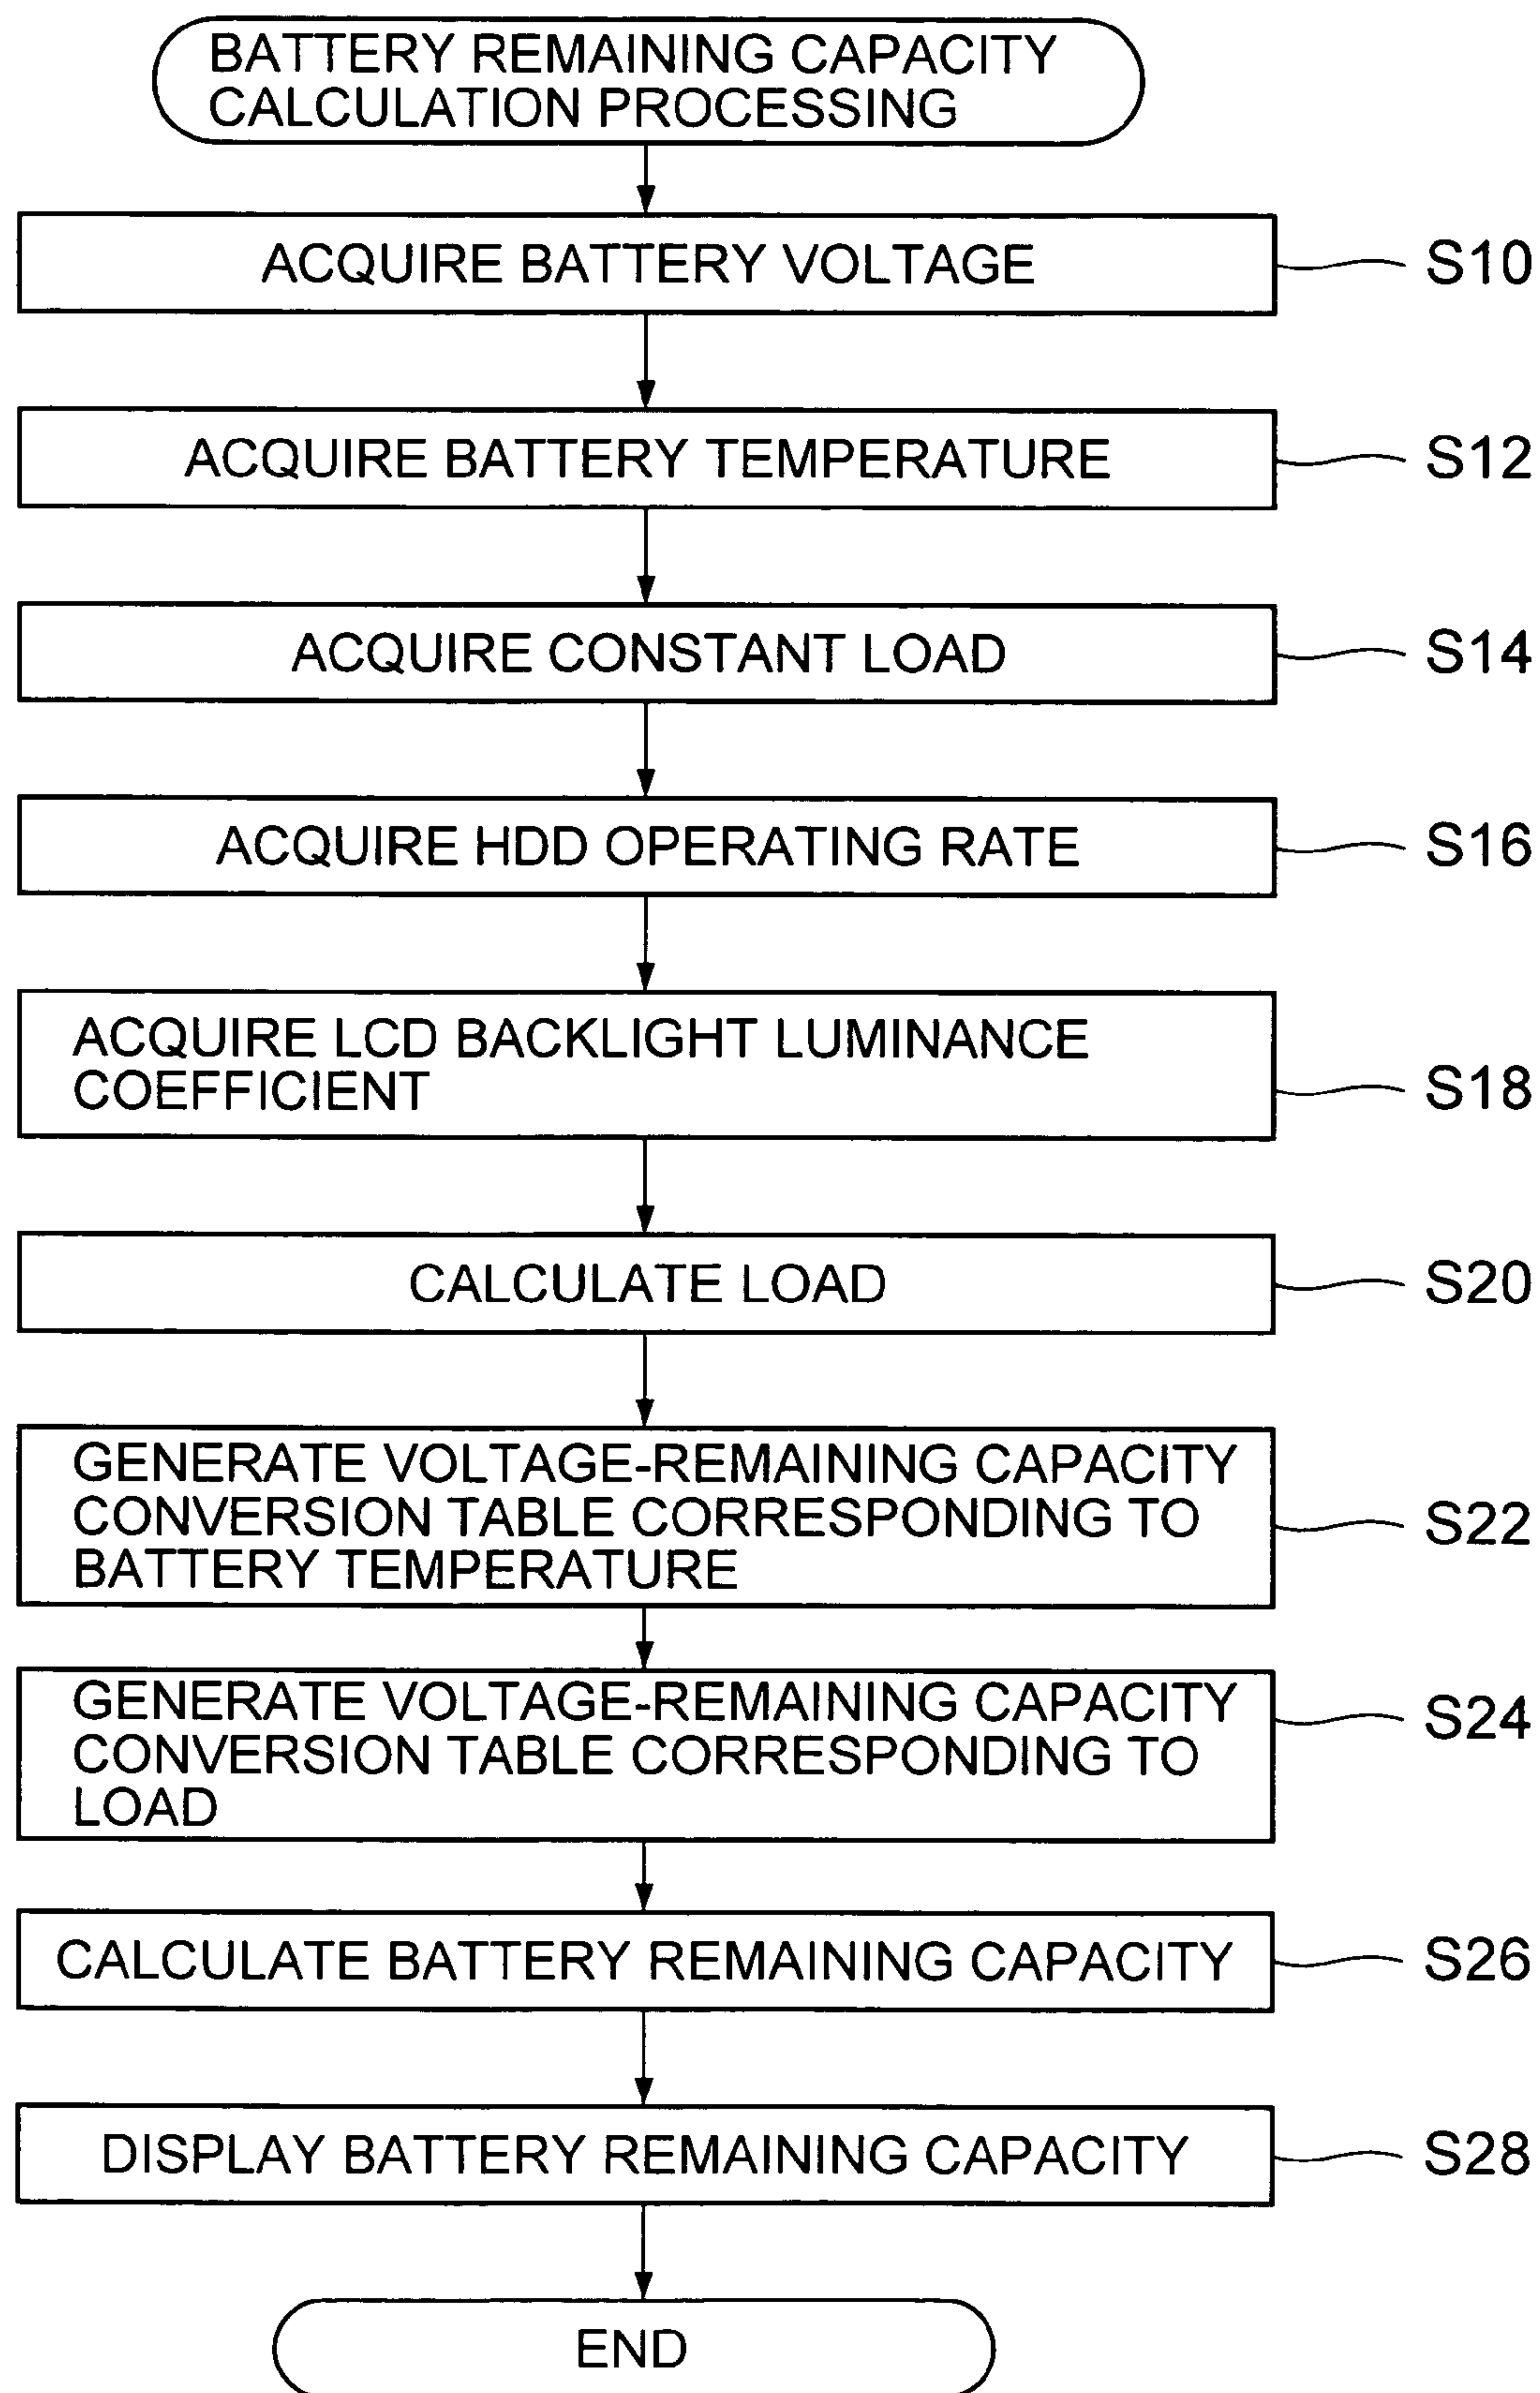 BATTERY REMAINING CAPACITY
CALCULATION PROCESSING
ACQUIRE BATTERY VOLTAGE
S10
ACQUIRE BATTERY TEMPERATURE
S12
ACQUIRE CONSTANT LOAD
S14
ACQUIRE HDD OPERATING RATE
S16
ACQUIRE LCD BACKLIGHT LUMINANCE
COEFFICIENT
S18
CALCULATE LOAD
S20
GENERATE VOLTAGE-REMAINING CAPACITY
CONVERSION TABLE CORRESPONDING TO
BATTERY TEMPERATURE
S22
GENERATE VOLTAGE-REMAINING CAPACITY
CONVERSION TABLE CORRESPONDING TO
LOAD
S24
CALCULATE BATTERY REMAINING CAPACITY
S26
DISPLAY BATTERY REMAINING CAPACITY
S28
END